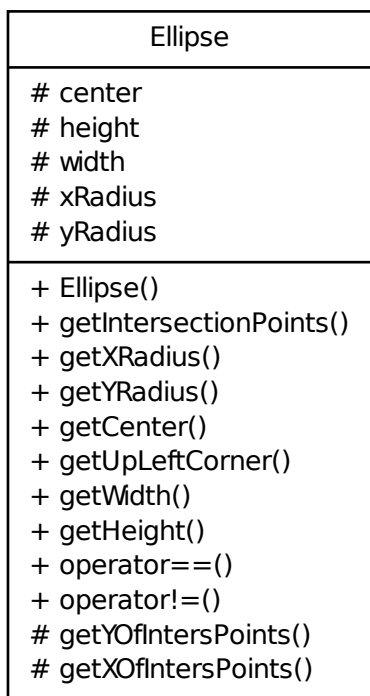 Ellipse
# center
# height
# width
# xRadius
# yRadius
+ Ellipse()
+ getIntersectionPoints()
+ getXRadius()
+ getYRadius()
+ getCenter()
+ getUpLeftCorner()
+ getWidth()
+ getHeight()
+ operator==()
+ operator!=()
# getYOfIntersPoints()
# getXOfIntersPoints()